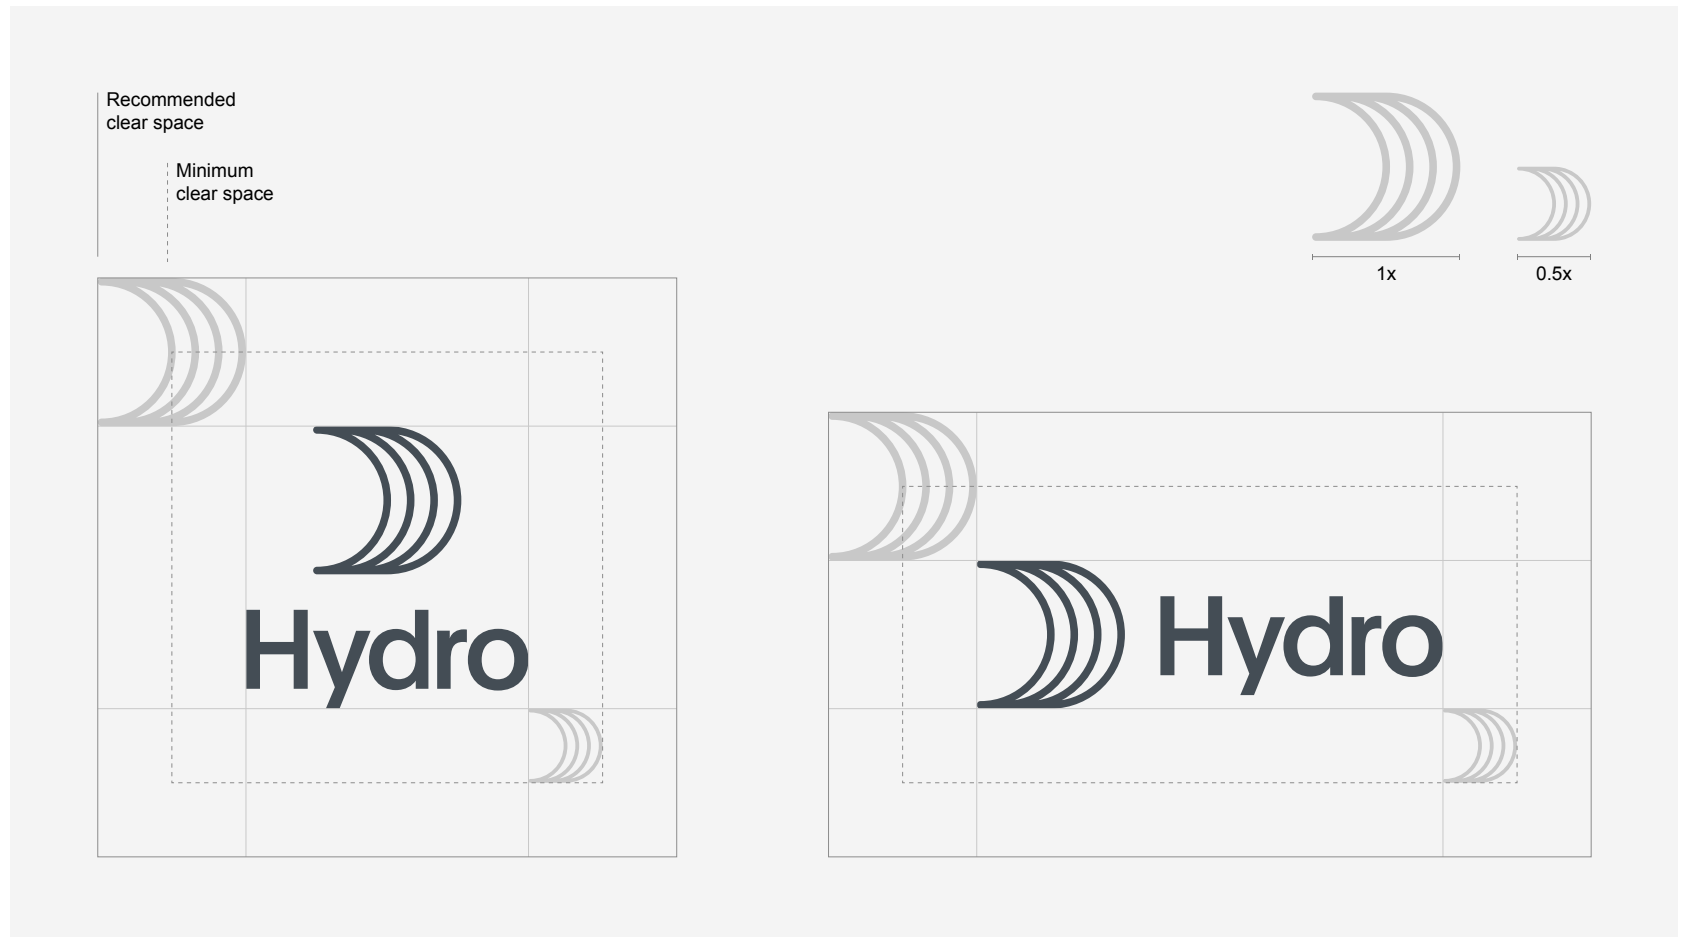 Recommended
clear space
Minimum
clear space
1x
0.5x
Hydro
Hydro